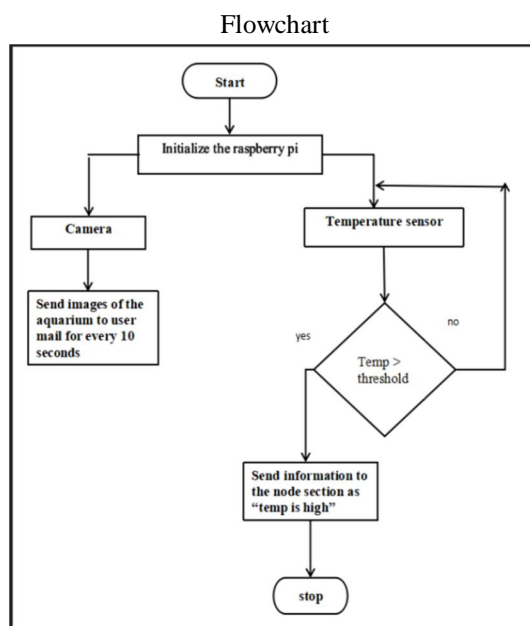 Flowchart
Start
Initialize the raspberry pi
Camera
Temperature sensor
Send images of the
aquarium to user
mail for every 10
seconds
yes
no
Temp >
threshold
Send information to
the node section as
“temp is high”
stop